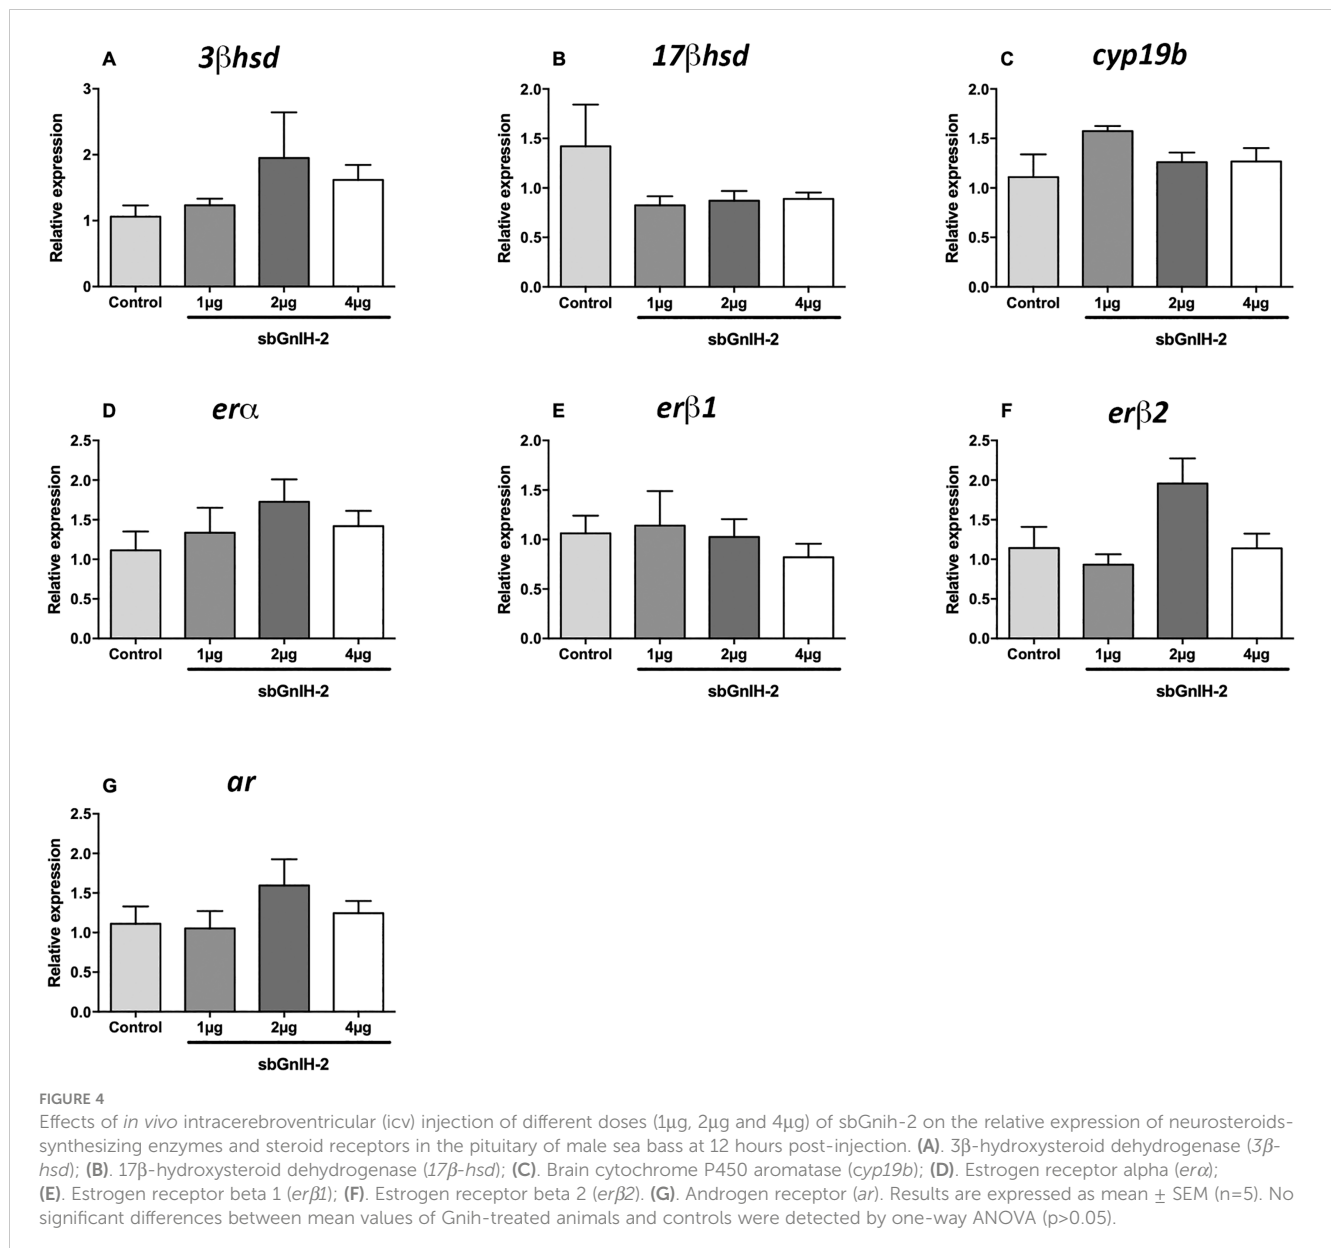 A
3βhsd
Relative expression
3
2
1
0
Control
1µg
2µg
4µg
sbGnIH-2
B
17βhsd
Relative expression
2.0
1.5
1.0
0.5
0.0
Control
1µg
2µg
4µg
sbGnIH-2
C
cyp19b
Relative expression
2.0
1.5
1.0
0.5
0.0
Control
1µg
2µg
4µg
sbGnIH-2
D
erα
Relative expression
2.5
2.0
1.5
1.0
0.5
0.0
Control
1µg
2µg
4µg
sbGnIH-2
E
erβ1
Relative expression
2.0
1.5
1.0
0.5
0.0
Control
1µg
2µg
4µg
sbGnIH-2
F
erβ2
Relative expression
2.5
2.0
1.5
1.0
0.5
0.0
Control
1µg
2µg
4µg
sbGnIH-2
G
ar
Relative expression
2.5
2.0
1.5
1.0
0.5
0.0
Control
1µg
2µg
4µg
sbGnIH-2
FIGURE 4
Effects of in vivo intracerebroventricular (icv) injection of different doses (1µg, 2µg and 4µg) of sbGnih-2 on the relative expression of neurosteroids-
synthesizing enzymes and steroid receptors in the pituitary of male sea bass at 12 hours post-injection. (A). 3β-hydroxysteroid dehydrogenase (3β-
hsd); (B). 17β-hydroxysteroid dehydrogenase (17β-hsd); (C). Brain cytochrome P450 aromatase (cyp19b); (D). Estrogen receptor alpha (erα);
(E). Estrogen receptor beta 1 (erβ1); (F). Estrogen receptor beta 2 (erβ2). (G). Androgen receptor (ar). Results are expressed as mean ± SEM (n=5). No
significant differences between mean values of Gnih-treated animals and controls were detected by one-way ANOVA (p>0.05).